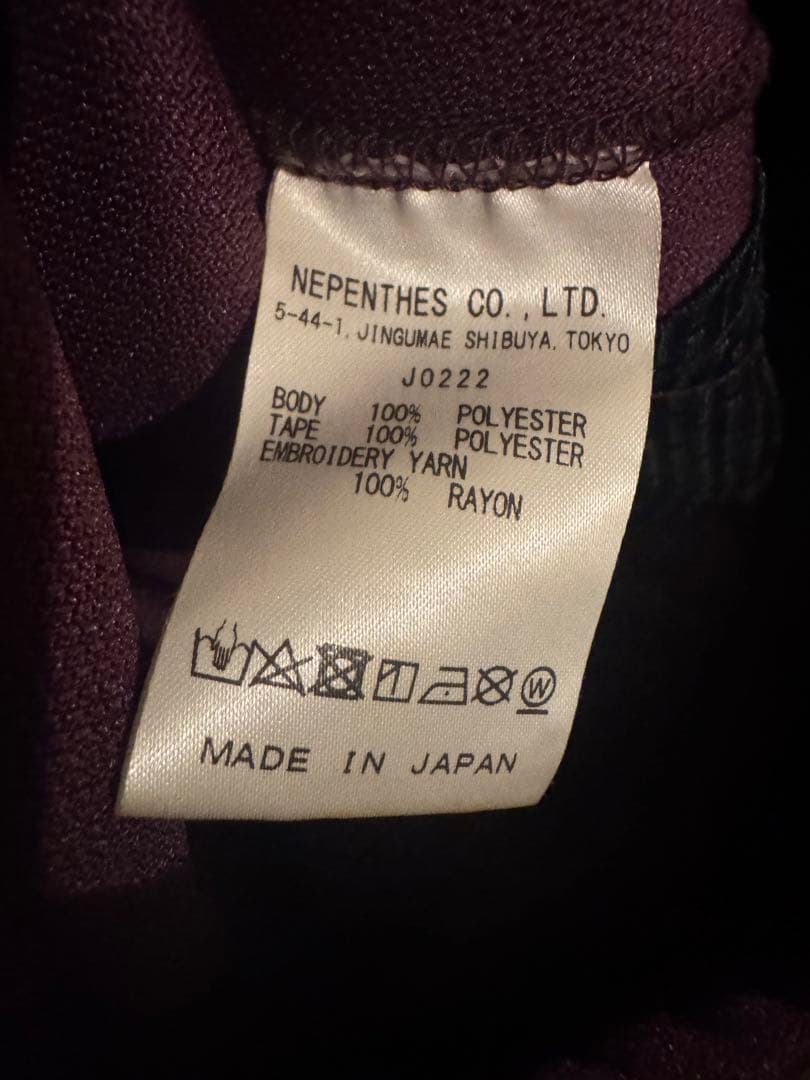 NEPENTHES CO., LTD.
5-44-1, JINGUMAE SHIBUYA, TOKYO
J0222
BODY 100% POLYESTER
TAPE 100% POLYESTER
EMBROIDERY YARN
100% RAYON
W
MADE IN JAPAN